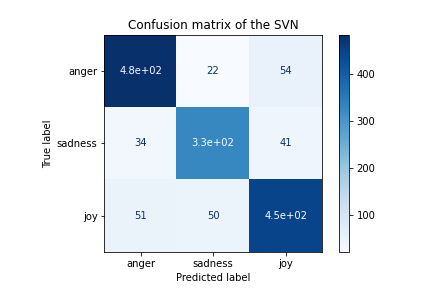 Confusion matrix of the SVN
anger 4.8e+02 22 54
sadness 34 3.3e+02 41
joy 51 50 4.5e+02
anger sadness joy
Predicted label
True label
400
300
200
100